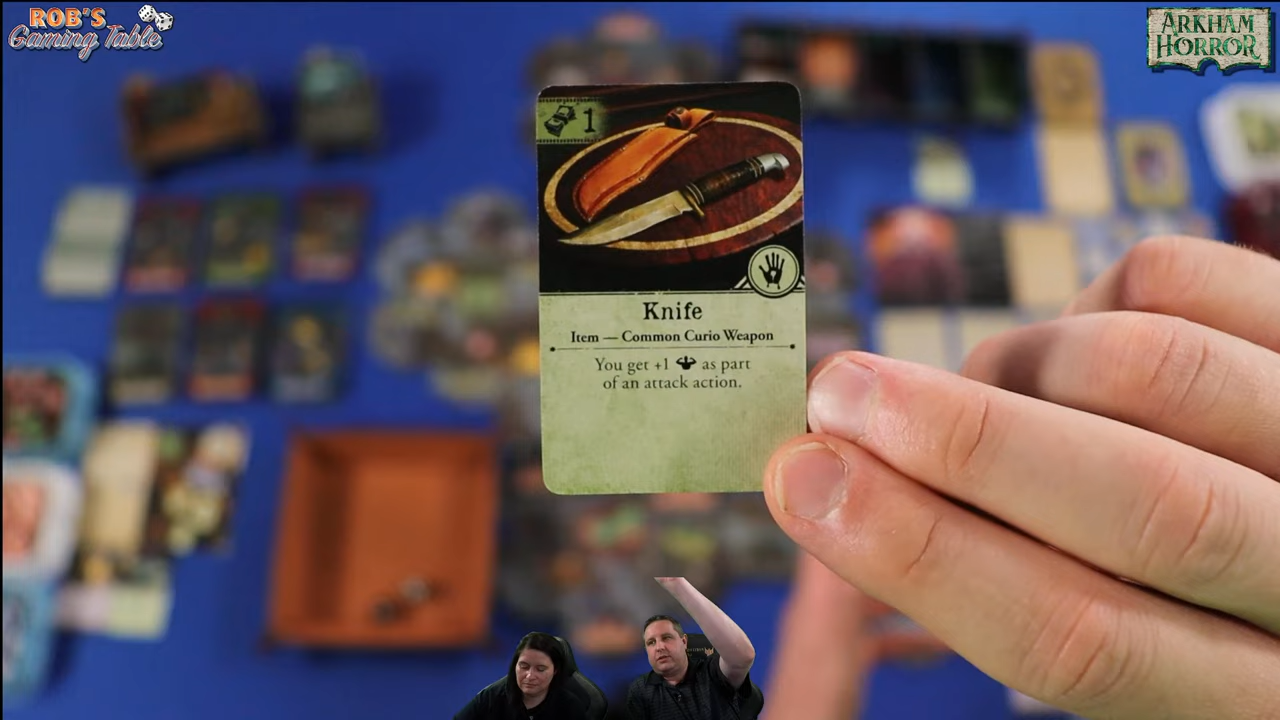 ROB'S
Gaming Table
ARKHAM
HORROR
1
Knife
Item — Common Curio Weapon
You get +1 as part
of an attack action.